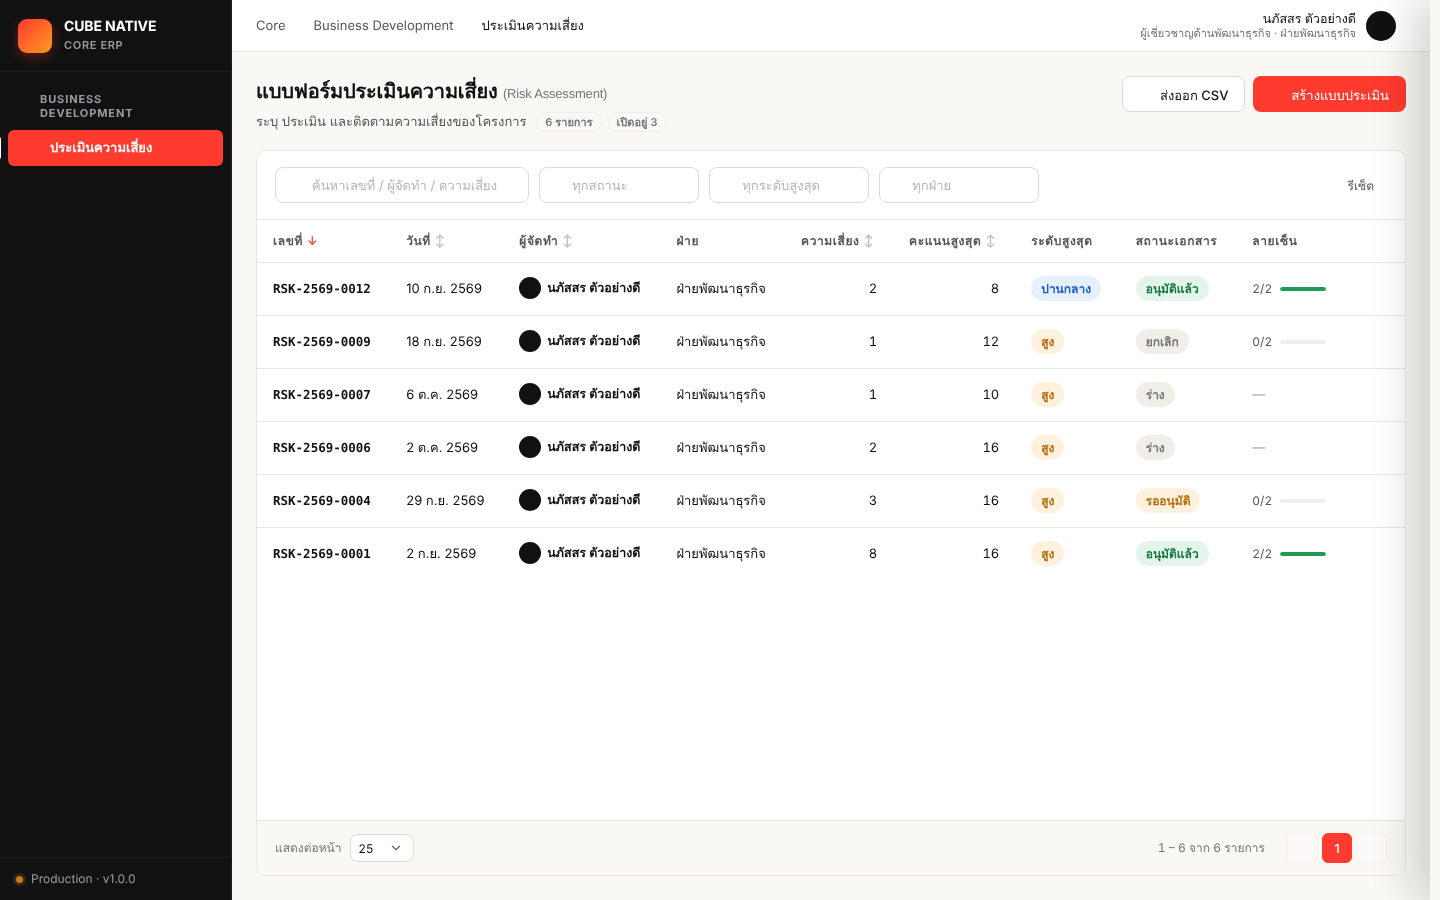 CUBE NATIVE
CORE ERP
BUSINESS DEVELOPMENT
ประเมินความเสี่ยง
Production · v1.0.0
Core Business Development ประเมินความเสี่ยง
นภัสสร ตัวอย่างดี
ผู้เชี่ยวชาญด้านพัฒนาธุรกิจ · ฝ่ายพัฒนาธุรกิจ
แบบฟอร์มประเมินความเสี่ยง (Risk Assessment)
ระบุ ประเมิน และติดตามความเสี่ยงของโครงการ 6 รายการ เปิดอยู่ 3
ส่งออก CSV สร้างแบบประเมิน
ค้นหาเลขที่ / ผู้จัดทำ / ความเสี่ยง ทุกสถานะ ทุกระดับสูงสุด ทุกฝ่าย รีเซ็ต
เลขที่ วันที่ ผู้จัดทำ ฝ่าย ความเสี่ยง คะแนนสูงสุด ระดับสูงสุด สถานะเอกสาร ลายเซ็น
RSK-2569-0012 10 ก.ย. 2569 นภัสสร ตัวอย่างดี ฝ่ายพัฒนาธุรกิจ 2 8 ปานกลาง อนุมัติแล้ว 2/2
RSK-2569-0009 18 ก.ย. 2569 นภัสสร ตัวอย่างดี ฝ่ายพัฒนาธุรกิจ 1 12 สูง ยกเลิก 0/2
RSK-2569-0007 6 ต.ค. 2569 นภัสสร ตัวอย่างดี ฝ่ายพัฒนาธุรกิจ 1 10 สูง ร่าง —
RSK-2569-0006 2 ต.ค. 2569 นภัสสร ตัวอย่างดี ฝ่ายพัฒนาธุรกิจ 2 16 สูง ร่าง —
RSK-2569-0004 29 ก.ย. 2569 นภัสสร ตัวอย่างดี ฝ่ายพัฒนาธุรกิจ 3 16 สูง รออนุมัติ 0/2
RSK-2569-0001 2 ก.ย. 2569 นภัสสร ตัวอย่างดี ฝ่ายพัฒนาธุรกิจ 8 16 สูง อนุมัติแล้ว 2/2
แสดงต่อหน้า 25 1 – 6 จาก 6 รายการ 1